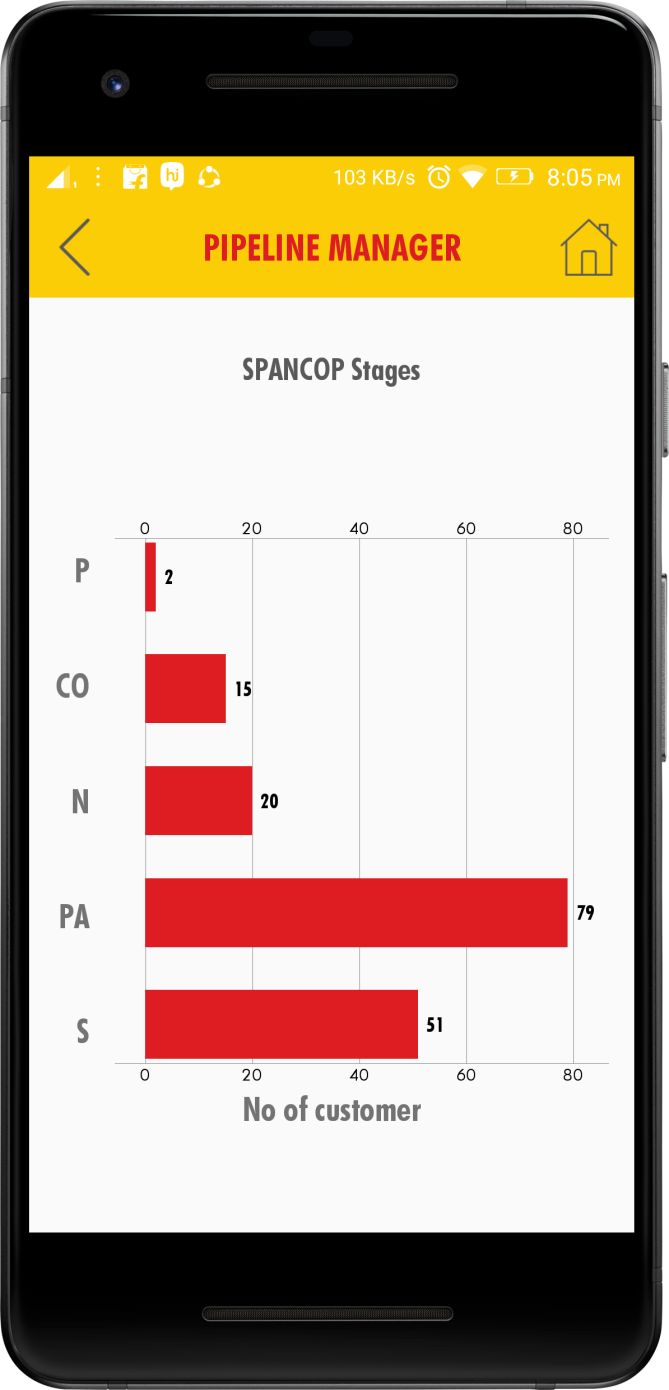 103 KB/s 8:05 PM
hi
PIPELINE MANAGER
SPANCOP Stages
0 20 40 60 80
P 2
CO 15
N 20
PA 79
S 51
0 20 40 60 80
No of customer